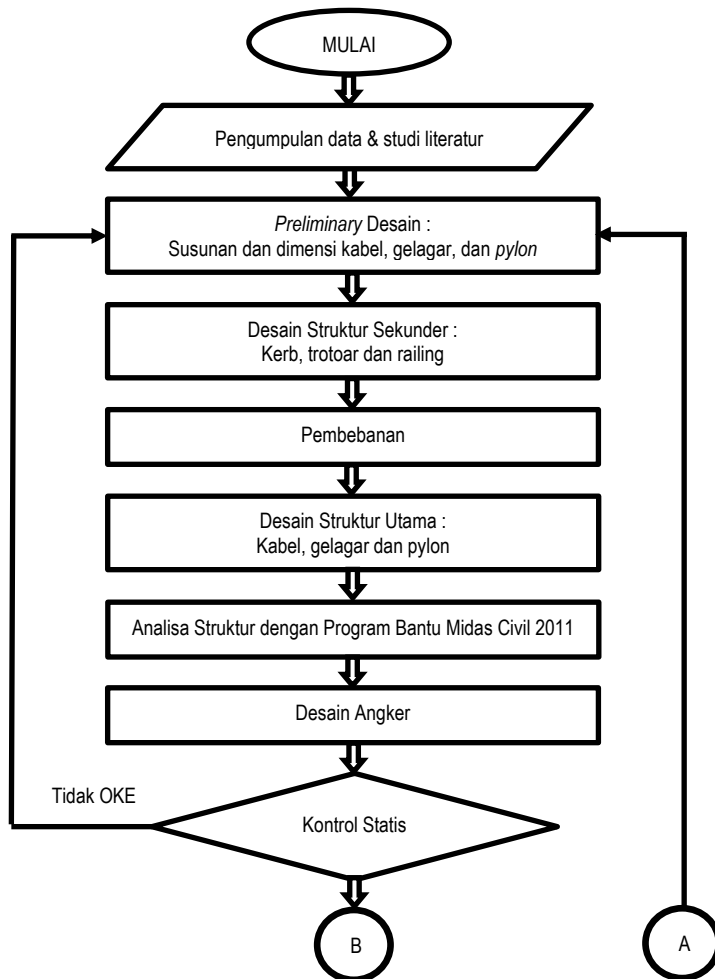 MULAI
Pengumpulan data & studi literatur
Preliminary Desain :
Susunan dan dimensi kabel, gelagar, dan pylon
Desain Struktur Sekunder :
Kerb, trotoar dan railing
Pembebanan
Desain Struktur Utama :
Kabel, gelagar dan pylon
Analisa Struktur dengan Program Bantu Midas Civil 2011
Desain Angker
Tidak OKE
Kontrol Statis
B
A